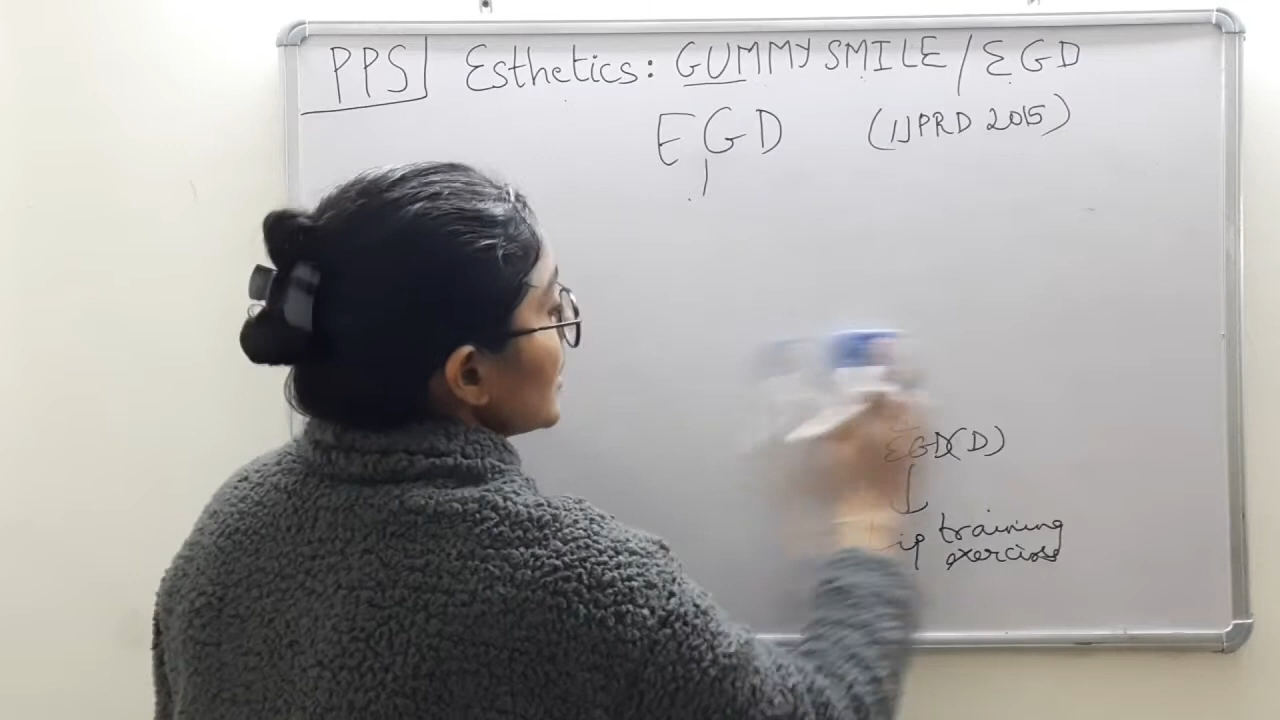 PPS Esthetics: GUMMY SMILE / EGD
EGD (IJPRD 2015)
EGD(D)
training
exercise